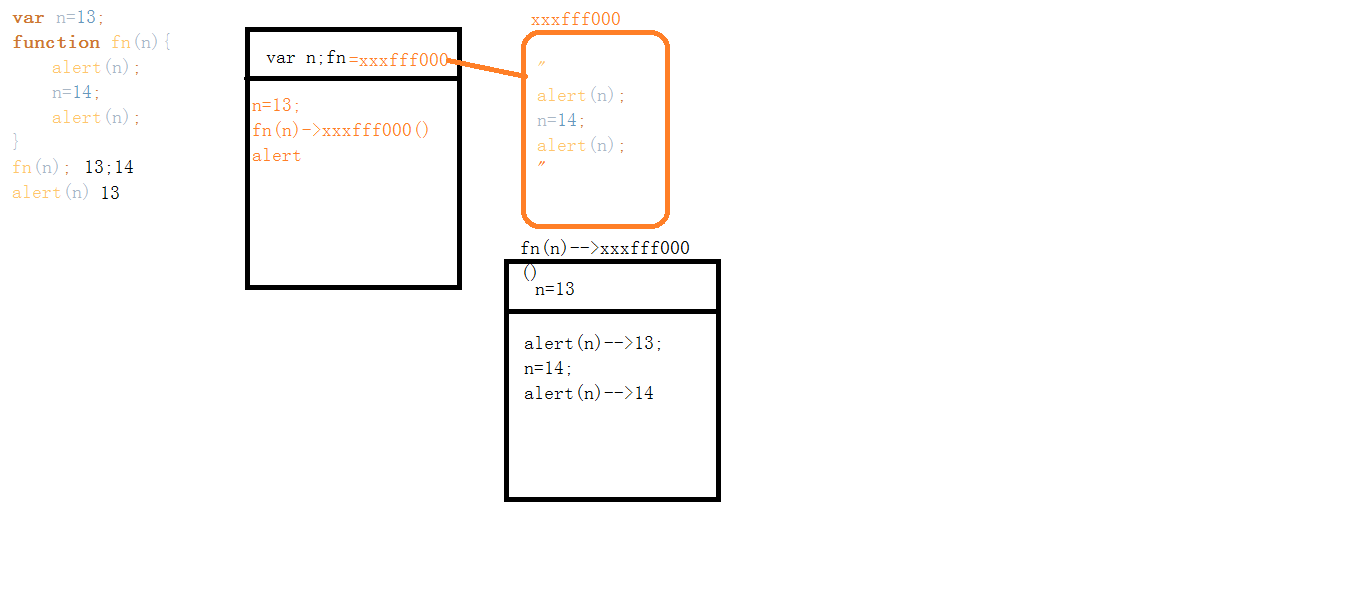 var n=13;
function fn(n){
alert(n);
n=14;
alert(n);
}
fn(n); 13;14
alert(n) 13
var n;fn=xxxfff000
n=13;
fn(n)->xxxfff000()
alert
xxxfff000
"
alert(n);
n=14;
alert(n);
"
fn(n)-->xxxfff000
()
n=13
alert(n)-->13;
n=14;
alert(n)-->14